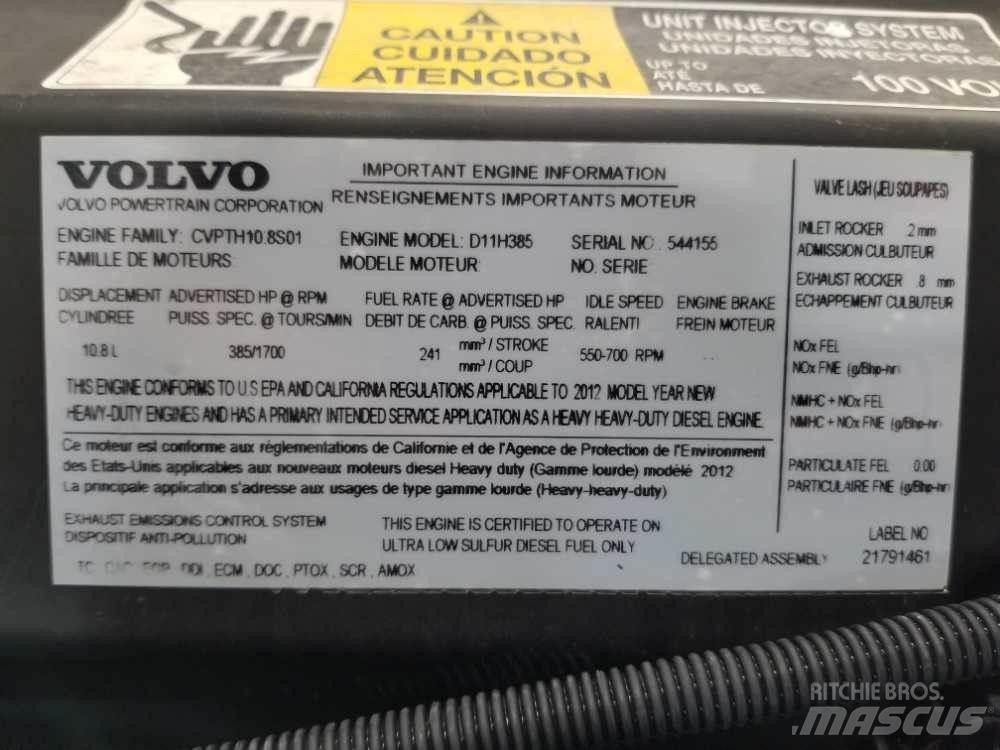 CAUTION
CUIDADO
ATENCIÓN
UNIT INJECTOR SYSTEM
UNIDADES INJETORAS
UNIDADES INYECTORAS
UP TO
ATÉ
HASTA DE
100
VOLVO
VOLVO POWERTRAIN CORPORATION
IMPORTANT ENGINE INFORMATION
RENSEIGNEMENTS IMPORTANTS MOTEUR
ENGINE FAMILY: CVPTH10.8S01 ENGINE MODEL: D11H385 SERIAL NO.: 544155
FAMILLE DE MOTEURS: MODELE MOTEUR NO. SERIE
DISPLACEMENT ADVERTISED HP @ RPM FUEL RATE @ ADVERTISED HP IDLE SPEED ENGINE BRAKE
CYLINDREE PUISS. SPEC. @ TOURS/MIN DEBIT DE CARB. @ PUISS. SPEC. RALENTI FREIN MOTEUR
10.8 L 385/1700 241 mm³ / STROKE 550-700 RPM
mm³ / COUP
THIS ENGINE CONFORMS TO U.S EPA AND CALIFORNIA REGULATIONS APPLICABLE TO 2012 MODEL YEAR NEW
HEAVY-DUTY ENGINES AND HAS A PRIMARY INTENDED SERVICE APPLICATION AS A HEAVY HEAVY-DUTY DIESEL ENGINE.
Ce moteur est conforme aux réglementations de Californie et de l'Agence de Protection de l'Environment
des Etats-Unis applicables aux nouveaux moteurs diesel Heavy duty (Gamme lourde) modélé 2012
La principale application s'adresse aux usages de type gamme lourde (Heavy-heavy-duty)
EXHAUST EMISSIONS CONTROL SYSTEM
DISPOSITIF ANTI-POLLUTION
TC, CAC, EGR, DDI, ECM, DOC, PTOX, SCR, AMOX
THIS ENGINE IS CERTIFIED TO OPERATE ON
ULTRA LOW SULFUR DIESEL FUEL ONLY
DELEGATED ASSEMBLY
VALVE LASH (JEU SOUPAPES)
INLET ROCKER .2 mm
ADMISSION CULBUTEUR
EXHAUST ROCKER .8 mm
ECHAPPEMENT CULBUTEUR
NOx FEL
NOx FNE (g/Bhp-hr)
NMHC + NOx FEL
NMHC + NOx FNE (g/Bhp-hr)
PARTICULATE FEL 0.00
PARTICULAIRE FNE (g/Bhp-hr)
LABEL NO
21791461
RITCHIE BROS.
MASCUS